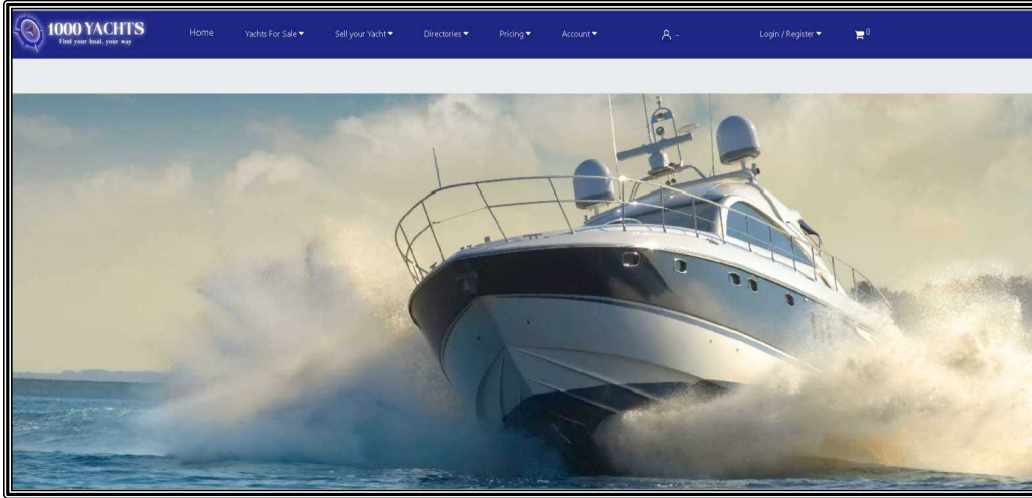 1000 YACHTS
Find your boat, your way
Home
Yachts For Sale
Sell your Yacht
Directories
Pricing
Account
-
Login / Register
0